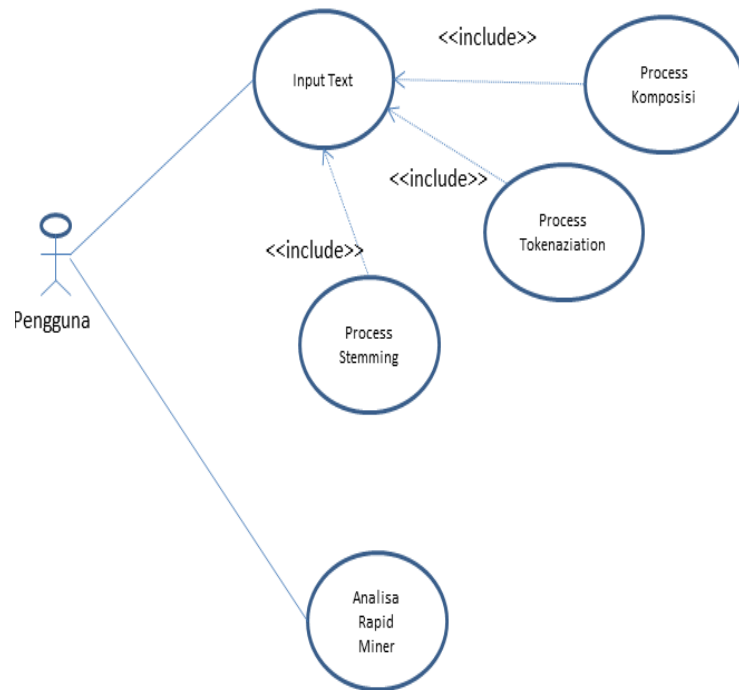 <<include>>
Input Text
Process
Komposisi
<<include>>
Process
Tokenaziation
<<include>>
Pengguna
Process
Stemming
Analisa
Rapid
Miner